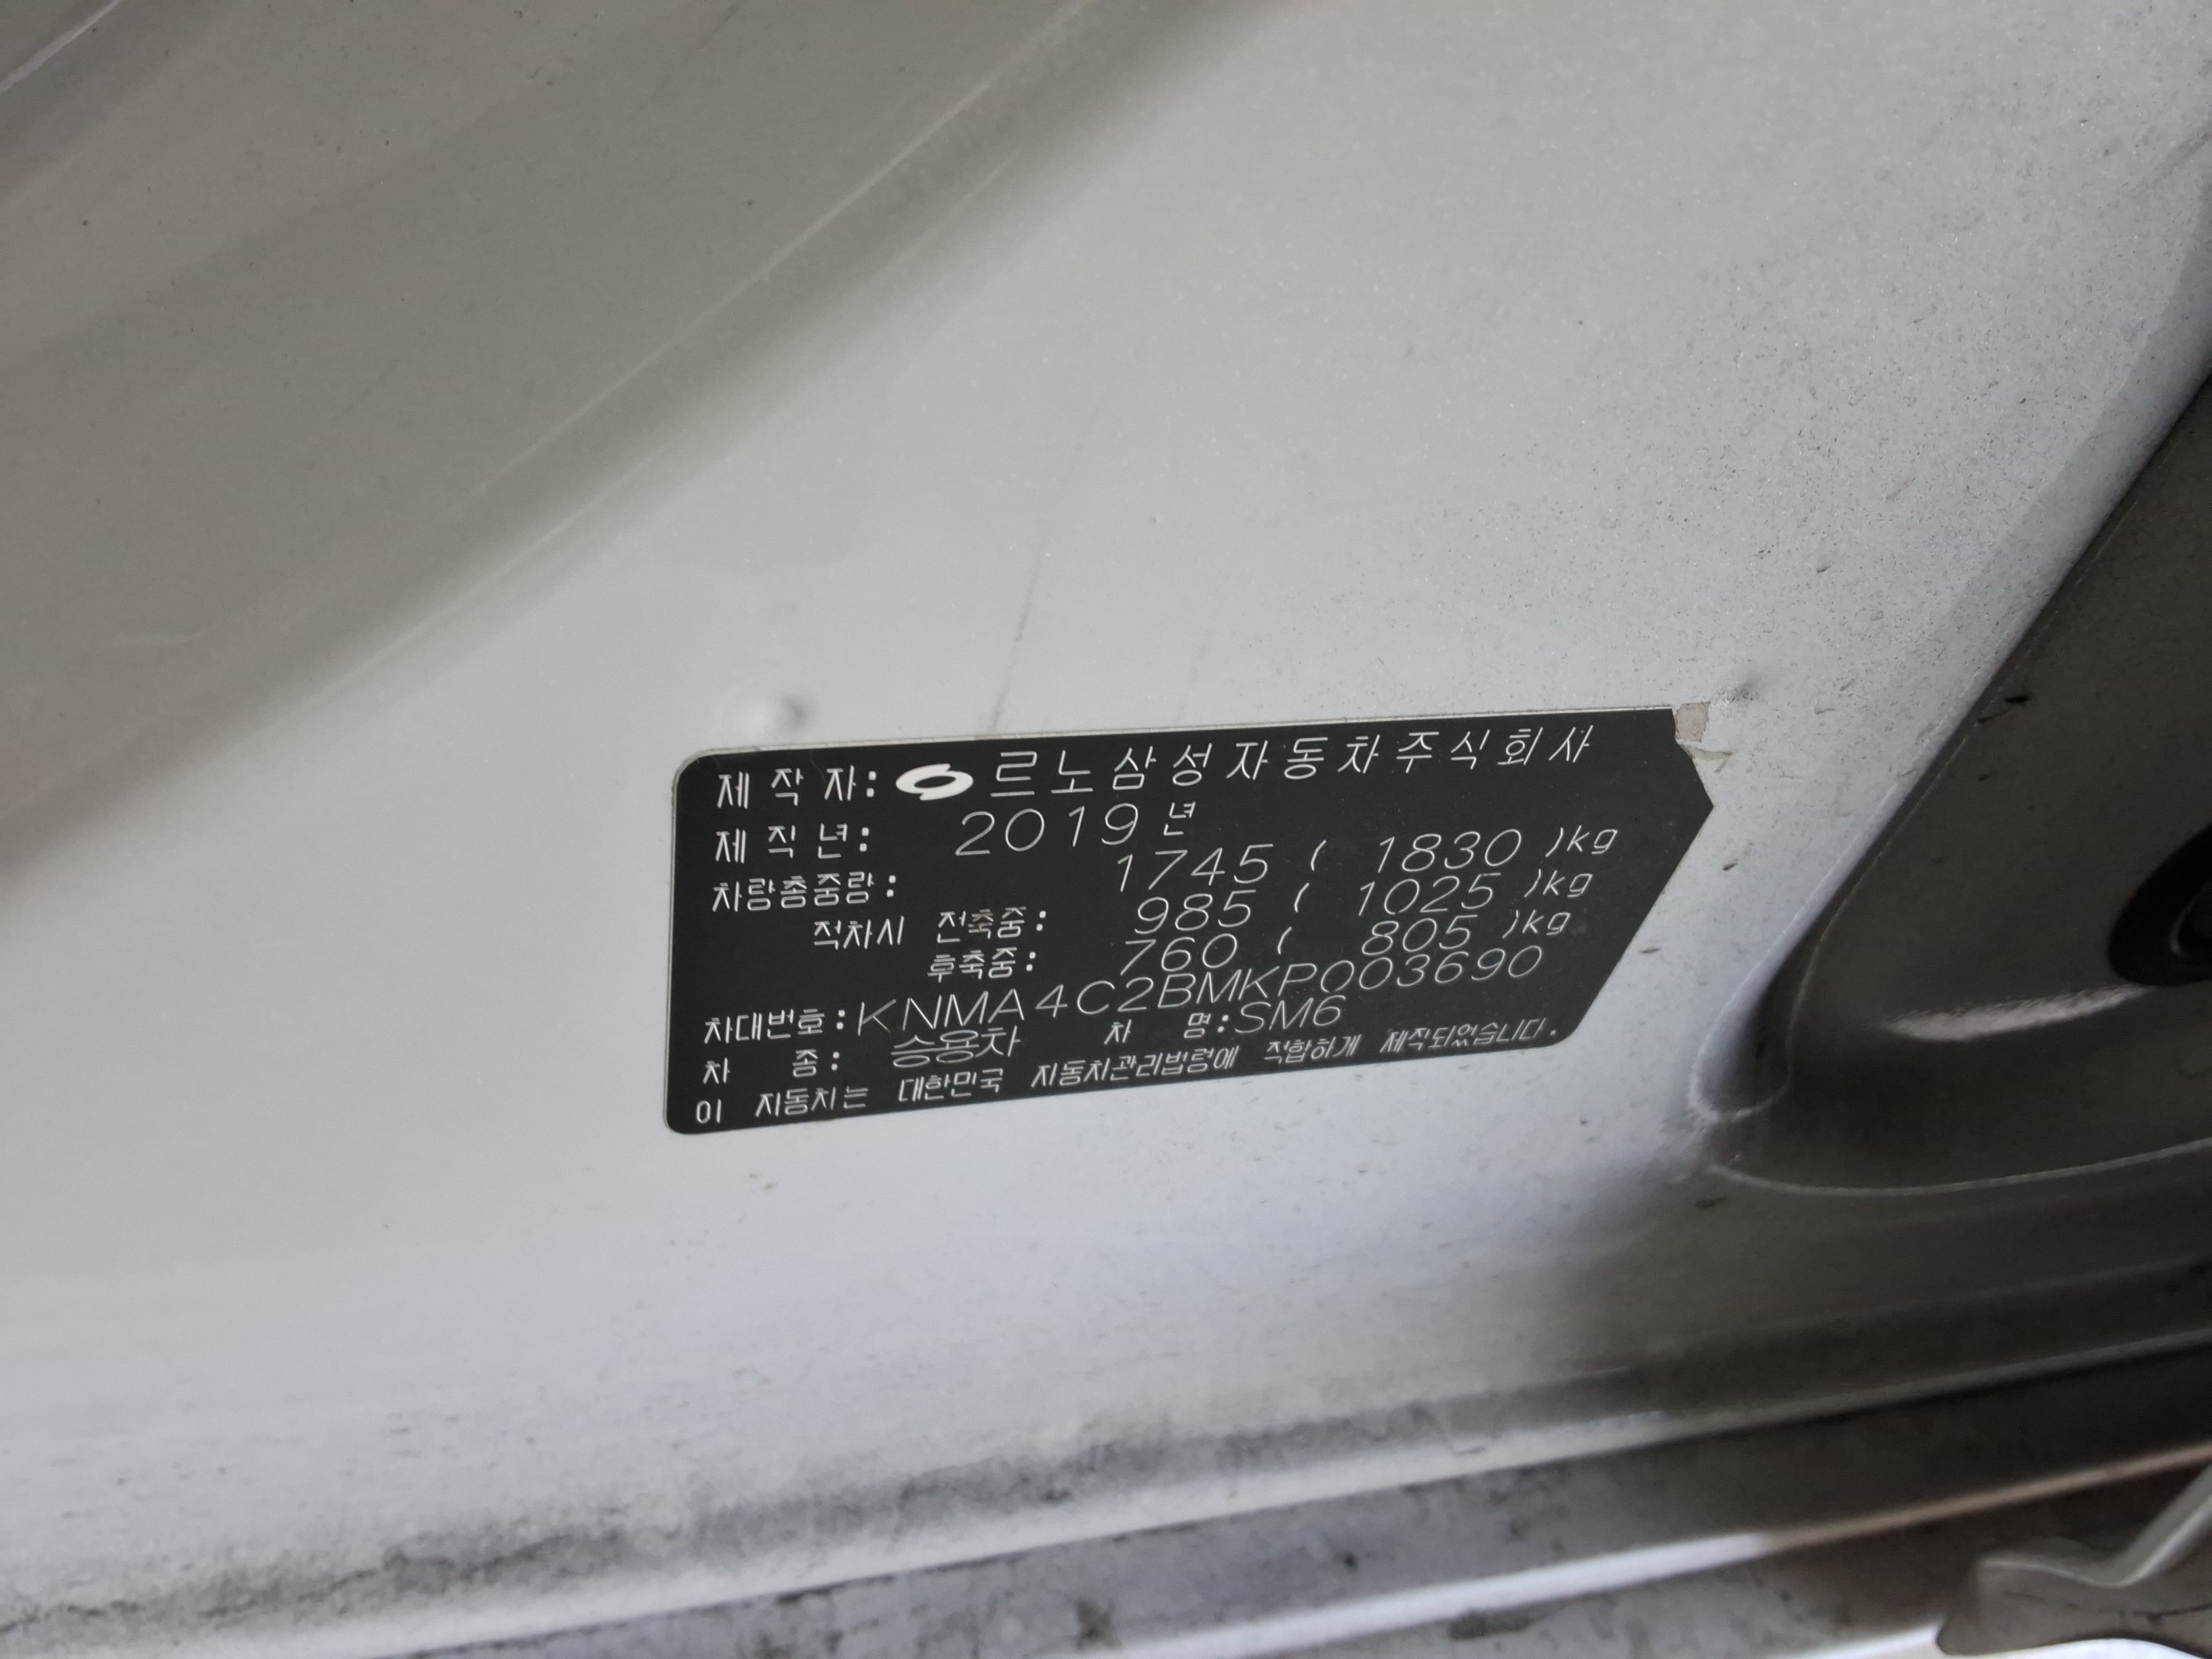 제 작 자: 르노삼성자동차주식회사
제 작 년: 2019 년
차량총중량: 1745 ( 1830 )kg
적차시 전축중: 985 ( 1025 )kg
후축중: 760 ( 805 )kg
차대번호:KNMA4C2BMKP003690
차 종: 승용차 차 명:SM6
이 자동차는 대한민국 자동차관리법령에 적합하게 제작되었습니다.